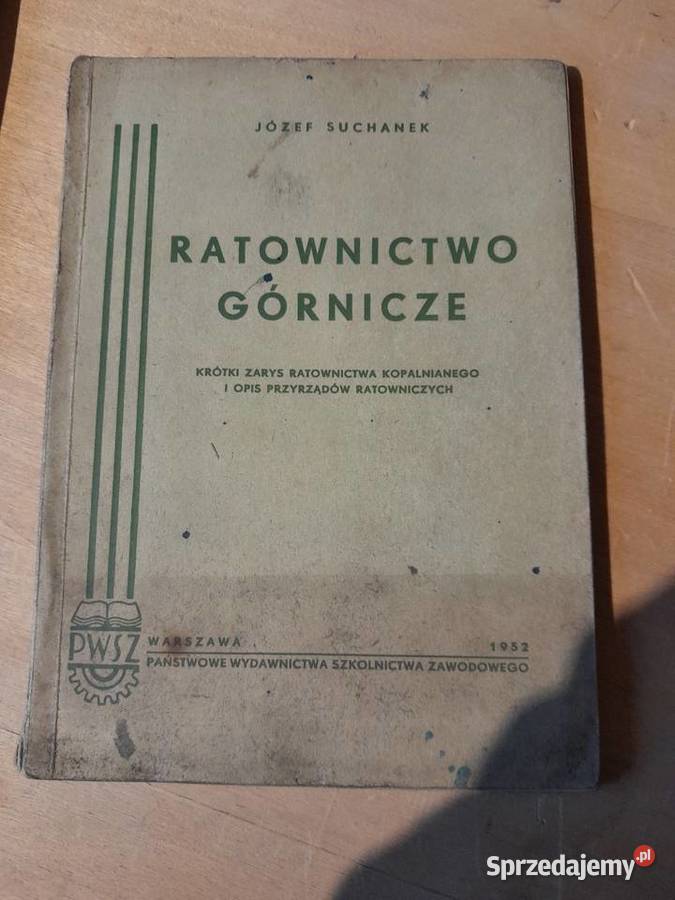 JÓZEF SUCHANEK
RATOWNICTWO
GÓRNICZE
KRÓTKI ZARYS RATOWNICTWA KOPALNIANEGO
I OPIS PRZYRZĄDÓW RATOWNICZYCH
PWSZ
WARSZAWA 1952
PAŃSTWOWE WYDAWNICTWA SZKOLNICTWA ZAWODOWEGO
Sprzedajemy.pl